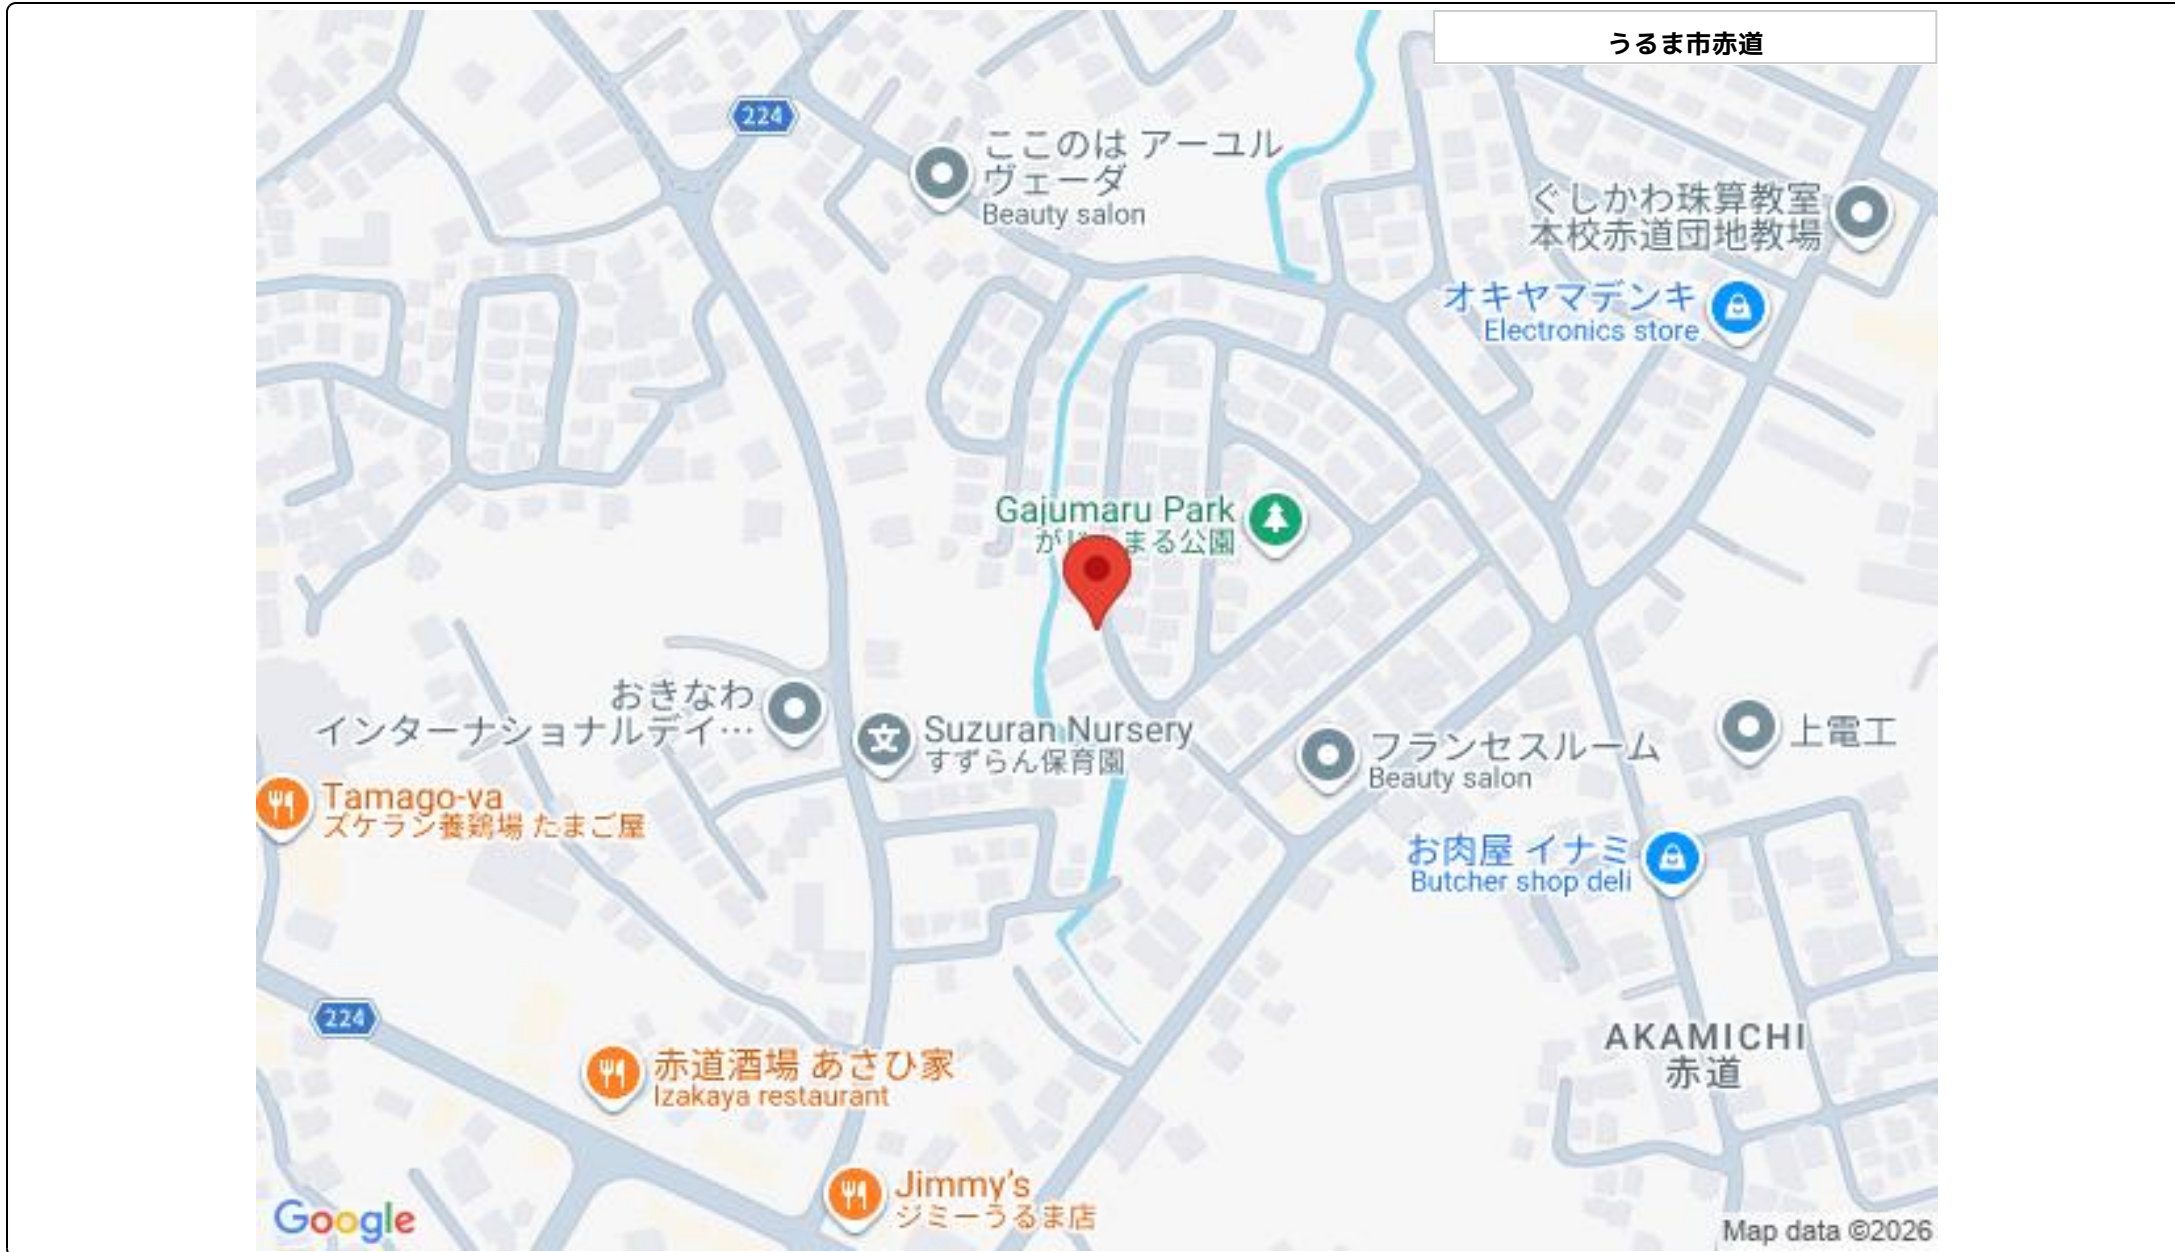 うるま市赤道
224
ここのは アーユル
ヴェーダ
Beauty salon
ぐしかわ珠算教室
本校赤道団地教場
オキヤマデンキ
Electronics store
Gajumaru Park
まる公園
おきなわ
インターナショナルデイ…
Suzuran Nursery
すずらん保育園
フランセスルーム
Beauty salon
上電工
Tamago-ya
ズケラン養鶏場 たまご屋
お肉屋 イナミ
Butcher shop deli
224
AKAMICHI
赤道
赤道酒場 あさひ家
Izakaya restaurant
Jimmy's
ジミーうるま店
Google
Map data ©2026